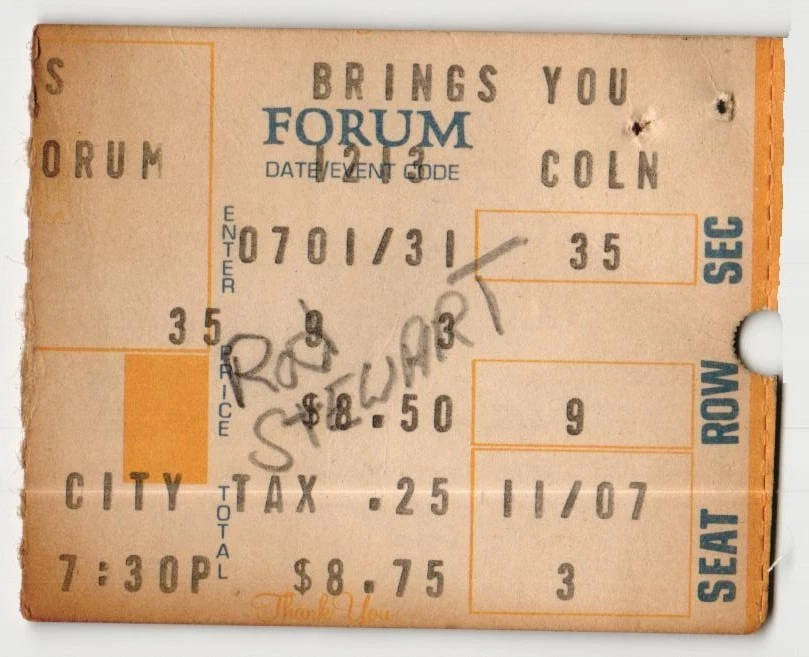 S BRINGS YOU
FORUM
ORUM 1213 COLN
DATE/EVENT CODE
ENTER 0701/31 35 SEC
35 9 3
ROD
STEWART
PRICE $8.50 9 ROW
CITY TAX .25 11/07
TOTAL
7:30P $8.75 3 SEAT
Thank You